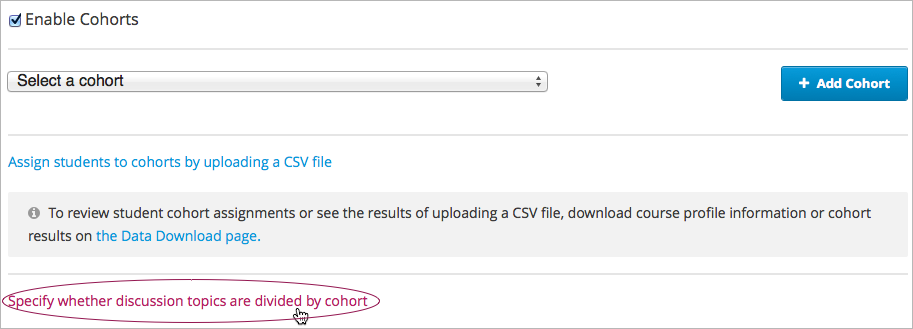 Enable Cohorts
Select a cohort
+ Add Cohort
Assign students to cohorts by uploading a CSV file
To review student cohort assignments or see the results of uploading a CSV file, download course profile information or cohort
results on the Data Download page.
Specify whether discussion topics are divided by cohort